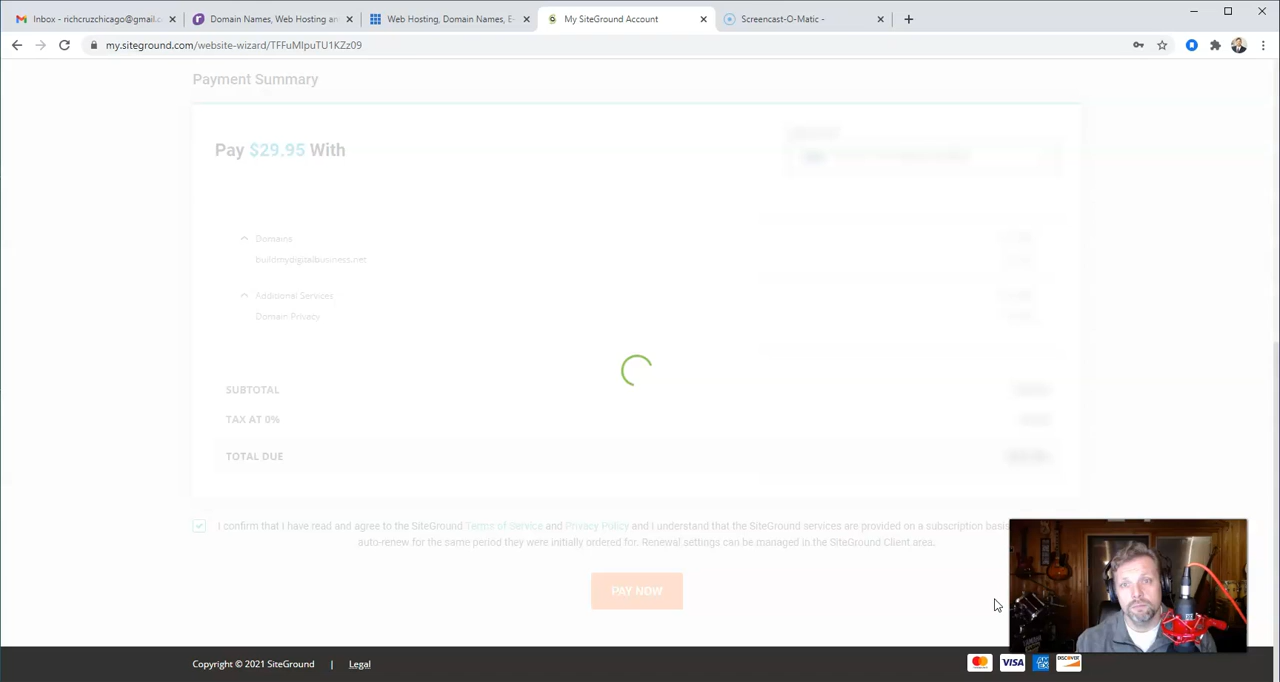 Inbox - richcruzchicago@gmail.c
Domain Names, Web Hosting an
Web Hosting, Domain Names, E-
My SiteGround Account
Screencast-O-Matic -
my.siteground.com/website-wizard/TFFuMIpuTU1KZz09
Payment Summary
Pay $29.95 With
Domains
buildmydigitalbusiness.net
Additional Services
Domain Privacy
SUBTOTAL
TAX AT 0%
TOTAL DUE
I confirm that I have read and agree to the SiteGround Terms of Service and Privacy Policy and I understand that the SiteGround services are provided on a subscription basis
auto-renew for the same period they were initially ordered for. Renewal settings can be managed in the SiteGround Client area.
PAY NOW
Copyright © 2021 SiteGround | Legal
VISA
DISCOVER